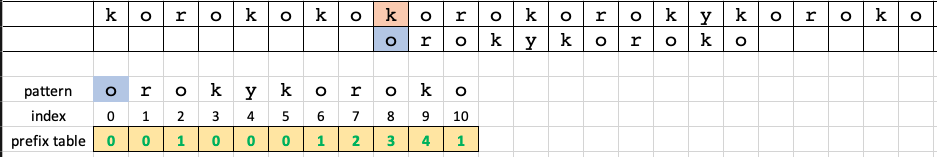 k o r o k o k o k o r o k o r o k y k o r o k o
o r o k y k o r o k o
pattern o r o k y k o r o k o
index 0 1 2 3 4 5 6 7 8 9 10
prefix table 0 0 1 0 0 0 1 2 3 4 1